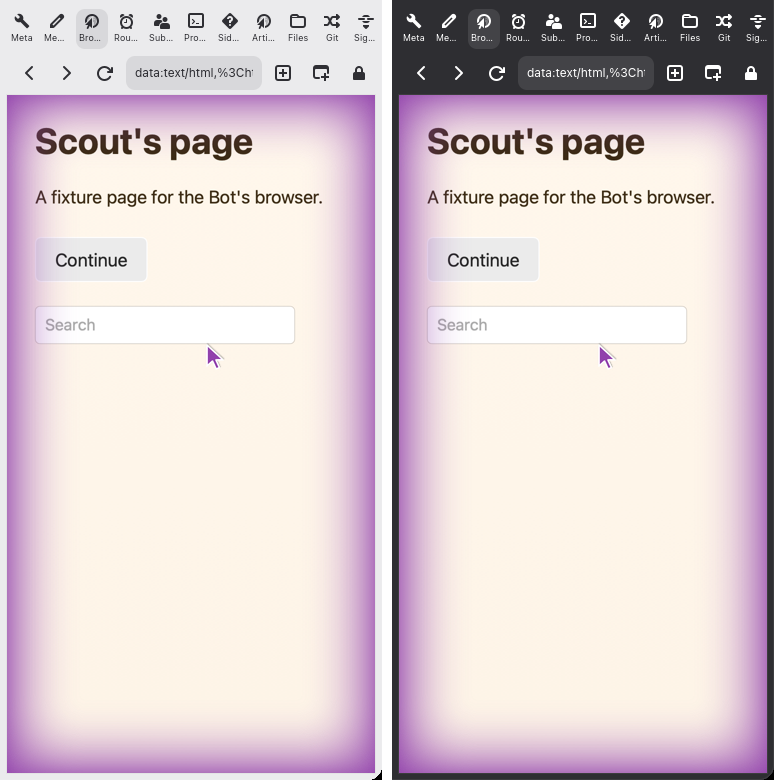 Meta Me... Bro... Rou... Sub... Pro... Sid... Arti... Files Git Sig...
data:text/html,%3Cht
Scout's page
A fixture page for the Bot's browser.
Continue
Search
Meta Me... Bro... Rou... Sub... Pro... Sid... Arti... Files Git Sig...
data:text/html,%3Cht
Scout's page
A fixture page for the Bot's browser.
Continue
Search